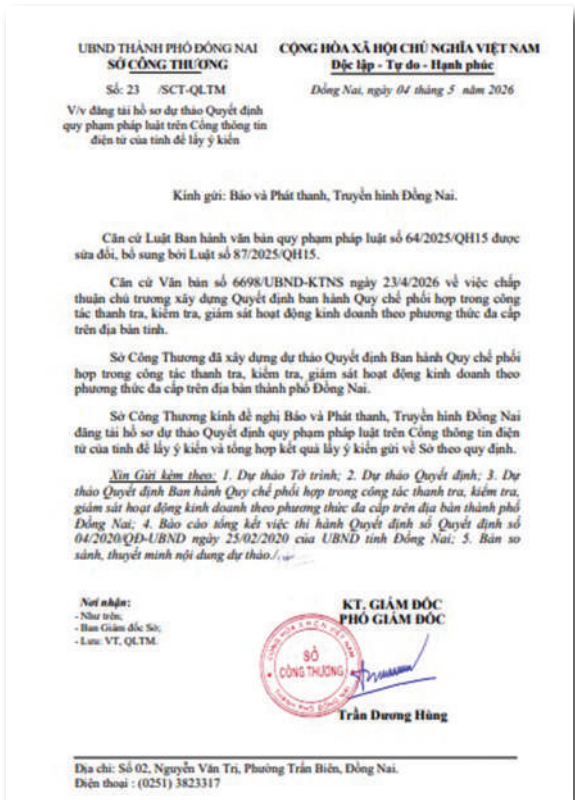 UBND THÀNH PHỐ ĐỒNG NAI
SỞ CÔNG THƯƠNG
CỘNG HÒA XÃ HỘI CHỦ NGHĨA VIỆT NAM
Độc lập - Tự do - Hạnh phúc
Số: 23 /SCT-QLTM
Đồng Nai, ngày 04 tháng 5 năm 2026
V/v đăng tải hồ sơ dự thảo Quyết định
quy phạm pháp luật trên Cổng thông tin
điện tử của tỉnh để lấy ý kiến
Kính gửi: Báo và Phát thanh, Truyền hình Đồng Nai.
Căn cứ Luật Ban hành văn bản quy phạm pháp luật số 64/2025/QH15 được
sửa đổi, bổ sung bởi Luật số 87/2025/QH15.
Căn cứ Văn bản số 6698/UBND-KTNS ngày 23/4/2026 về việc chấp
thuận chủ trương xây dựng Quyết định ban hành Quy chế phối hợp trong công
tác thanh tra, kiểm tra, giám sát hoạt động kinh doanh theo phương thức đa cấp
trên địa bàn tỉnh.
Sở Công Thương đã xây dựng dự thảo Quyết định Ban hành Quy chế phối
hợp trong công tác thanh tra, kiểm tra, giám sát hoạt động kinh doanh theo
phương thức đa cấp trên địa bàn thành phố Đồng Nai.
Sở Công Thương kính đề nghị Báo và Phát thanh, Truyền hình Đồng Nai
đăng tải hồ sơ dự thảo Quyết định quy phạm pháp luật trên Cổng thông tin điện
tử của tỉnh để lấy ý kiến và tổng hợp kết quả lấy ý kiến gửi về Sở theo quy định.
Xin Gửi kèm theo: 1. Dự thảo Tờ trình; 2. Dự thảo Quyết định; 3. Dự
thảo Quyết định Ban hành Quy chế phối hợp trong công tác thanh tra, kiểm tra,
giám sát hoạt động kinh doanh theo phương thức đa cấp trên địa bàn thành phố
Đồng Nai; 4. Báo cáo tổng kết việc thi hành Quyết định số Quyết định số
04/2020/QĐ-UBND ngày 25/02/2020 của UBND tỉnh Đồng Nai; 5. Bản so
sánh, thuyết minh nội dung dự thảo./.
Nơi nhận:
- Như trên;
- Ban Giám đốc Sở;
- Lưu: VT, QLTM.
KT. GIÁM ĐỐC
PHÓ GIÁM ĐỐC
CỘNG HÒA X.H.C.N VIỆT NAM
SỞ
CÔNG THƯƠNG
THÀNH PHỐ ĐỒNG NAI
Trần Dương Hùng
Địa chỉ: Số 02, Nguyễn Văn Trị, Phường Trấn Biên, Đồng Nai.
Điện thoại : (0251) 3823317